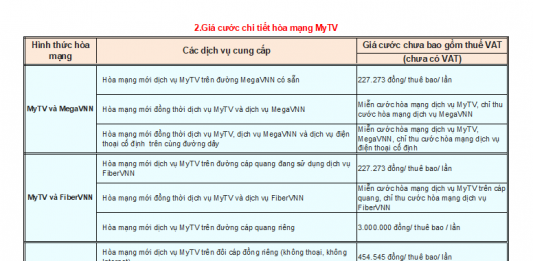 2.Giá cước chi tiết hòa mạng MyTV
Hình thức hòa
mạng
Các dịch vụ cung cấp
Giá cước chưa bao gồm thuế VAT
(chưa có VAT)
MyTV và MegaVNN
Hòa mạng mới dịch vụ MyTV trên đường MegaVNN có sẵn
227.273 đồng/ thuê bao/ lần
Hòa mạng mới đồng thời dịch vụ MyTV và dịch vụ MegaVNN
Miễn cước hòa mạng dịch vụ MyTV, chỉ thu
cước hòa mạng dịch vụ MegaVNN
Hòa mạng mới đồng thời dịch vụ MyTV, dịch vụ MegaVNN và dịch vụ điện
thoại cố định trên cùng đường dây
Miễn cước hòa mạng dịch vụ MyTV,
MegaVNN, chỉ thu cước hòa mạng dịch vụ
điện thoại cố định
MyTV và FiberVNN
Hòa mạng mới dịch vụ MyTV trên đường cáp quang đang sử dụng dịch vụ
FiberVNN
227.273 đồng/ thuê bao/ lần
Hòa mạng mới đồng thời dịch vụ MyTV và dịch vụ FiberVNN
Miễn cước hòa mạng dịch vụ MyTV trên cáp
quang, chỉ thu cước hòa mạng dịch vụ
FiberVNN
Hòa mạng mới dịch vụ MyTV trên đường cáp quang riêng
3.000.000 đồng/ thuê bao / lần
Hòa mạng mới dịch vụ MyTV trên đôi cáp đồng riêng (không thoại, không
454.545 đồng/ thuê bao/ lần